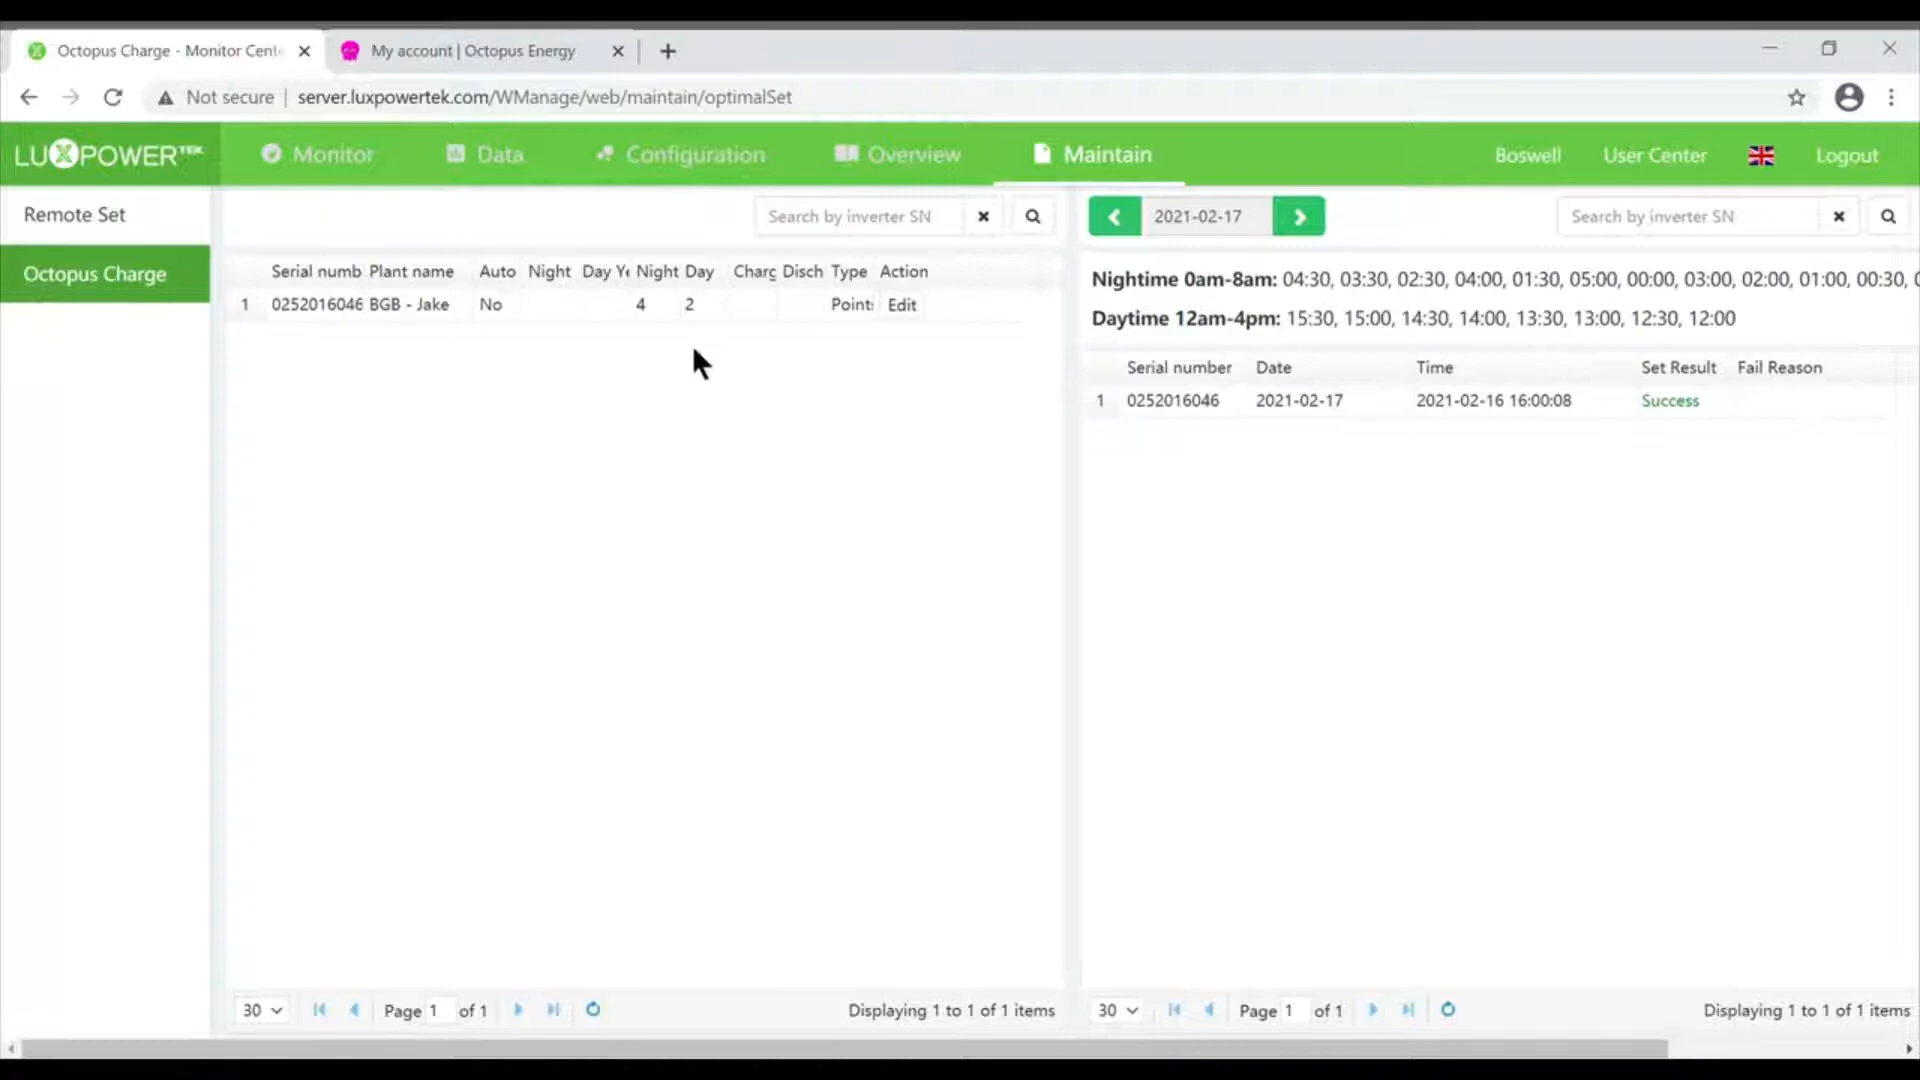 Octopus Charge - Monitor Cent
My account | Octopus Energy
Not secure | server.luxpowertek.com/WManage/web/maintain/optimalSet
LUXPOWERTEK
Monitor
Data
Configuration
Overview
Maintain
Boswell
User Center
Logout
Remote Set
Octopus Charge
Search by inverter SN
2021-02-17
Search by inverter SN
Serial numb Plant name Auto Night Day Ye Night Day Charg Disch Type Action
1 0252016046 BGB - Jake No 4 2 Point Edit
Nightime 0am-8am: 04:30, 03:30, 02:30, 04:00, 01:30, 05:00, 00:00, 03:00, 02:00, 01:00, 00:30, 0
Daytime 12am-4pm: 15:30, 15:00, 14:30, 14:00, 13:30, 13:00, 12:30, 12:00
Serial number Date Time Set Result Fail Reason
1 0252016046 2021-02-17 2021-02-16 16:00:08 Success
30 Page 1 of 1 Displaying 1 to 1 of 1 items
30 Page 1 of 1 Displaying 1 to 1 of 1 items